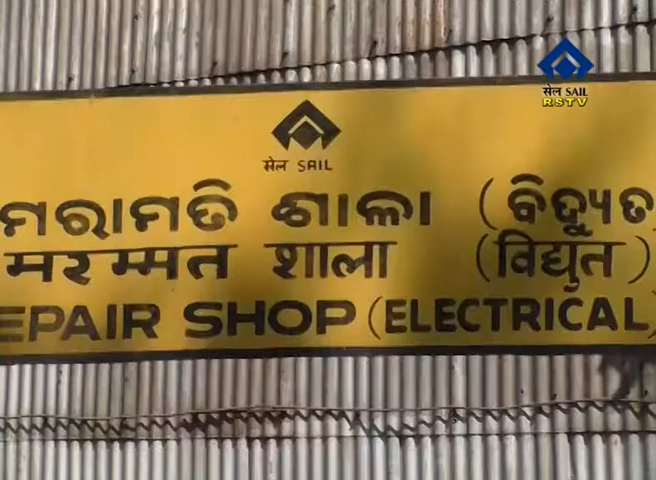 सेल SAIL
RSTV
सेल SAIL
ମରାମତି ଶାଳା (ବିଦ୍ୟୁତ
मरम्मत शाला (विद्युत)
EPAIR SHOP (ELECTRICAL)